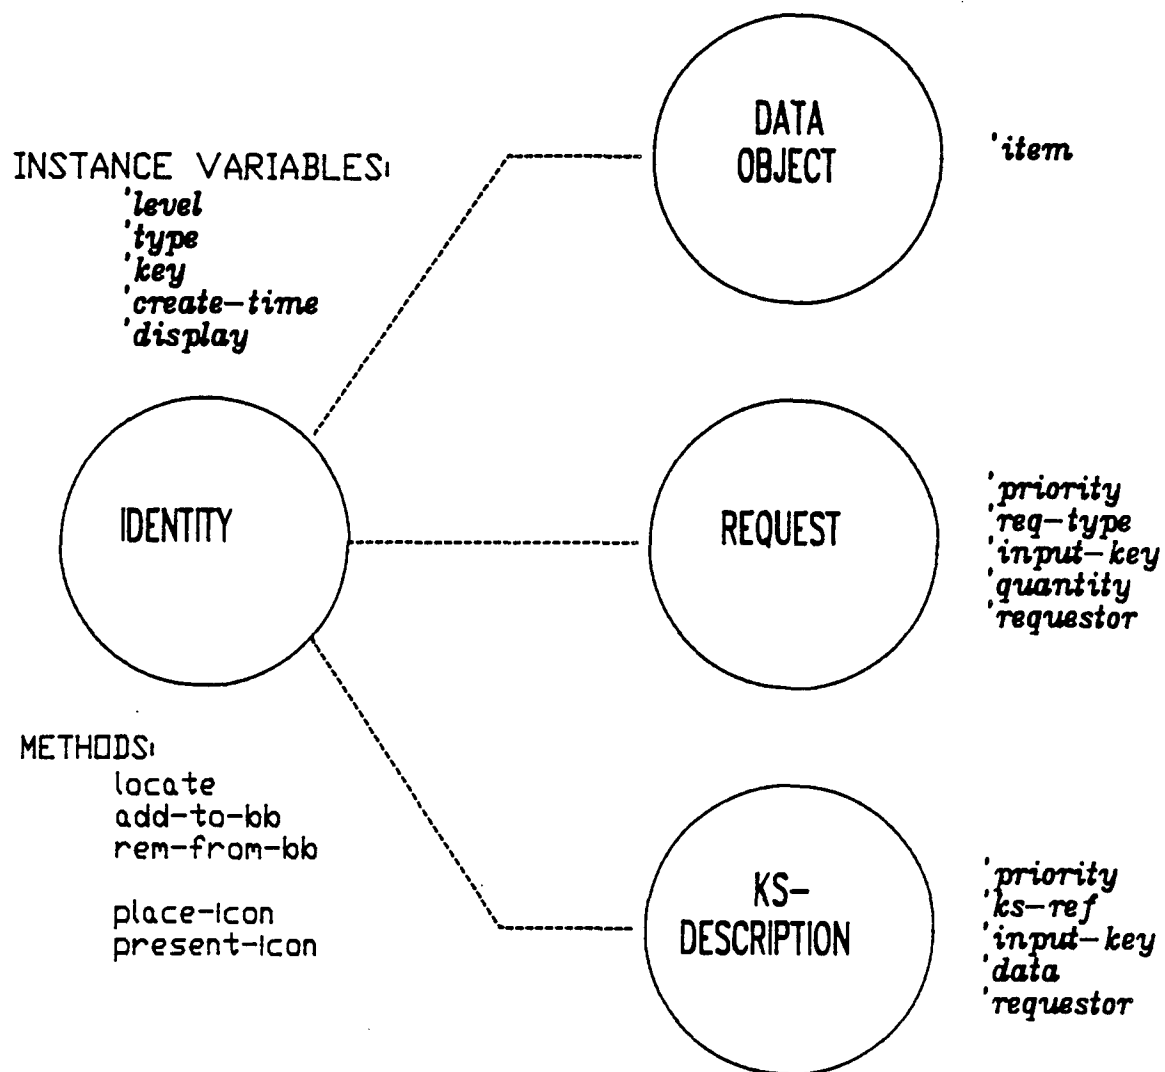 INSTANCE VARIABLES:
'level
'type
'key
'create-time
'display
IDENTITY
METHODS:
locate
add-to-bb
rem-from-bb
place-icon
present-icon
DATA
OBJECT
'item
REQUEST
'priority
'req-type
'input-key
'quantity
'requestor
KS-
DESCRIPTION
'priority
'ks-ref
'input-key
'data
'requestor